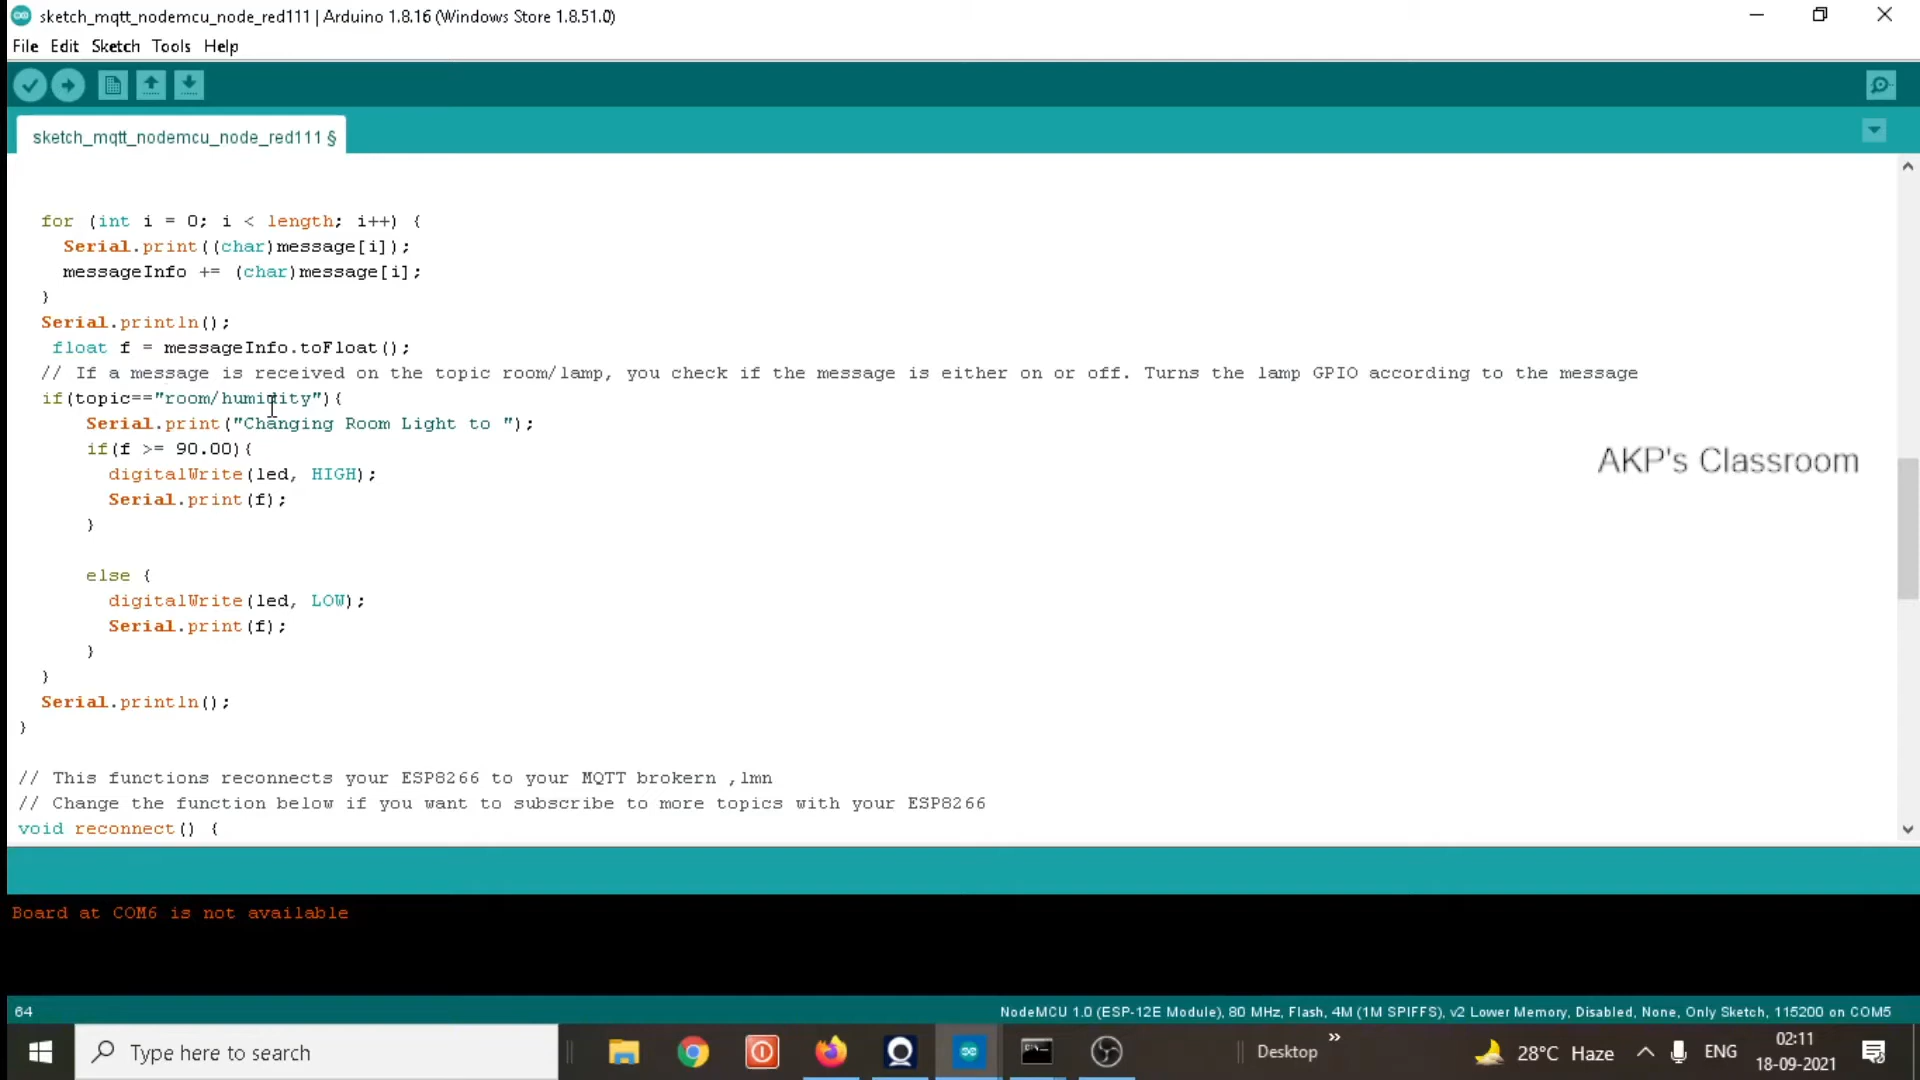 sketch_mqtt_nodemcu_node_red111 | Arduino 1.8.16 (Windows Store 1.8.51.0)
File Edit Sketch Tools Help
sketch_mqtt_nodemcu_node_red111 §
for (int i = 0; i < length; i++) {
Serial.print((char)message[i]);
messageInfo += (char)message[i];
}
Serial.println();
float f = messageInfo.toFloat();
// If a message is received on the topic room/lamp, you check if the message is either on or off. Turns the lamp GPIO according to the message
if(topic=="room/humidity"){
Serial.print("Changing Room Light to ");
if(f >= 90.00){
digitalWrite(led, HIGH);
Serial.print(f);
}
else {
digitalWrite(led, LOW);
Serial.print(f);
}
}
Serial.println();
}
// This functions reconnects your ESP8266 to your MQTT brokern ,lmn
// Change the function below if you want to subscribe to more topics with your ESP8266
void reconnect() {
AKP's Classroom
Board at COM6 is not available
64
NodeMCU 1.0 (ESP-12E Module), 80 MHz, Flash, 4M (1M SPIFFS), v2 Lower Memory, Disabled, None, Only Sketch, 115200 on COM5
Type here to search
Desktop
28°C Haze
ENG
02:11
18-09-2021